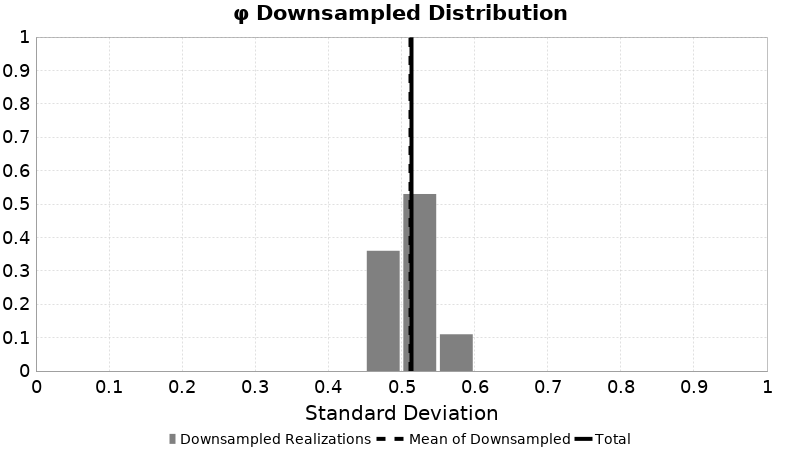 φ Downsampled Distribution
1
0.9
0.8
0.7
0.6
0.5
0.4
0.3
0.2
0.1
0
0 0.1 0.2 0.3 0.4 0.5 0.6 0.7 0.8 0.9 1
Standard Deviation
Downsampled Realizations Mean of Downsampled Total